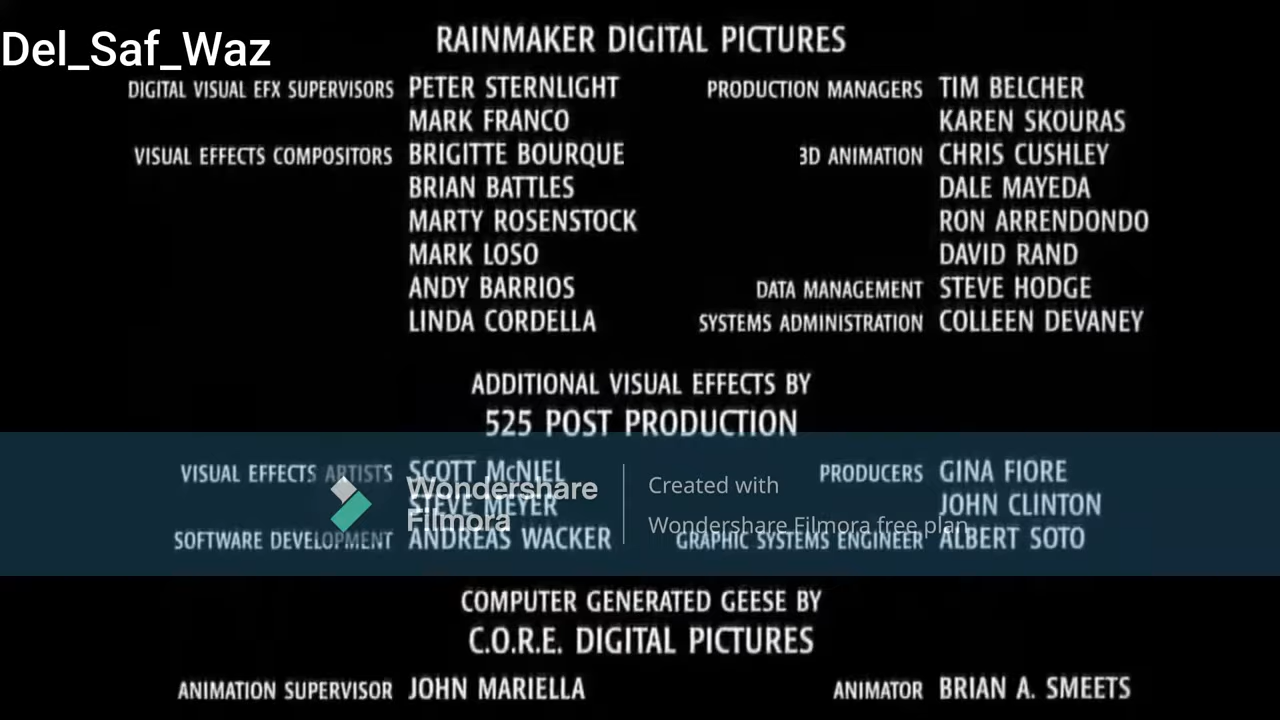 Del_Saf_Waz
RAINMAKER DIGITAL PICTURES
DIGITAL VISUAL EFX SUPERVISORS PETER STERNLIGHT PRODUCTION MANAGERS TIM BELCHER
MARK FRANCO KAREN SKOURAS
VISUAL EFFECTS COMPOSITORS BRIGITTE BOURQUE 3D ANIMATION CHRIS CUSHLEY
BRIAN BATTLES DALE MAYEDA
MARTY ROSENSTOCK RON ARRENDONDO
MARK LOSO DAVID RAND
ANDY BARRIOS DATA MANAGEMENT STEVE HODGE
LINDA CORDELLA SYSTEMS ADMINISTRATION COLLEEN DEVANEY
ADDITIONAL VISUAL EFFECTS BY
525 POST PRODUCTION
VISUAL EFFECTS ARTISTS SCOTT McNIEL PRODUCERS GINA FIORE
Wondershare Created with
STEVE MEYER JOHN CLINTON
Filmora Wondershare Filmora free plan
SOFTWARE DEVELOPMENT ANDREAS WACKER GRAPHIC SYSTEMS ENGINEER ALBERT SOTO
COMPUTER GENERATED GEESE BY
C.O.R.E. DIGITAL PICTURES
ANIMATION SUPERVISOR JOHN MARIELLA ANIMATOR BRIAN A. SMEETS